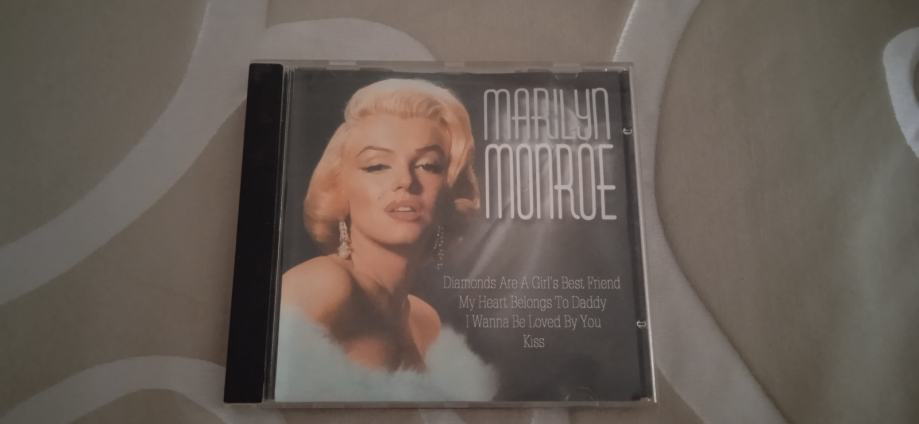 MARILYN
MONROE
Diamonds Are A Girl's Best Friend
My Heart Belongs To Daddy
I Wanna Be Loved By You
Kiss